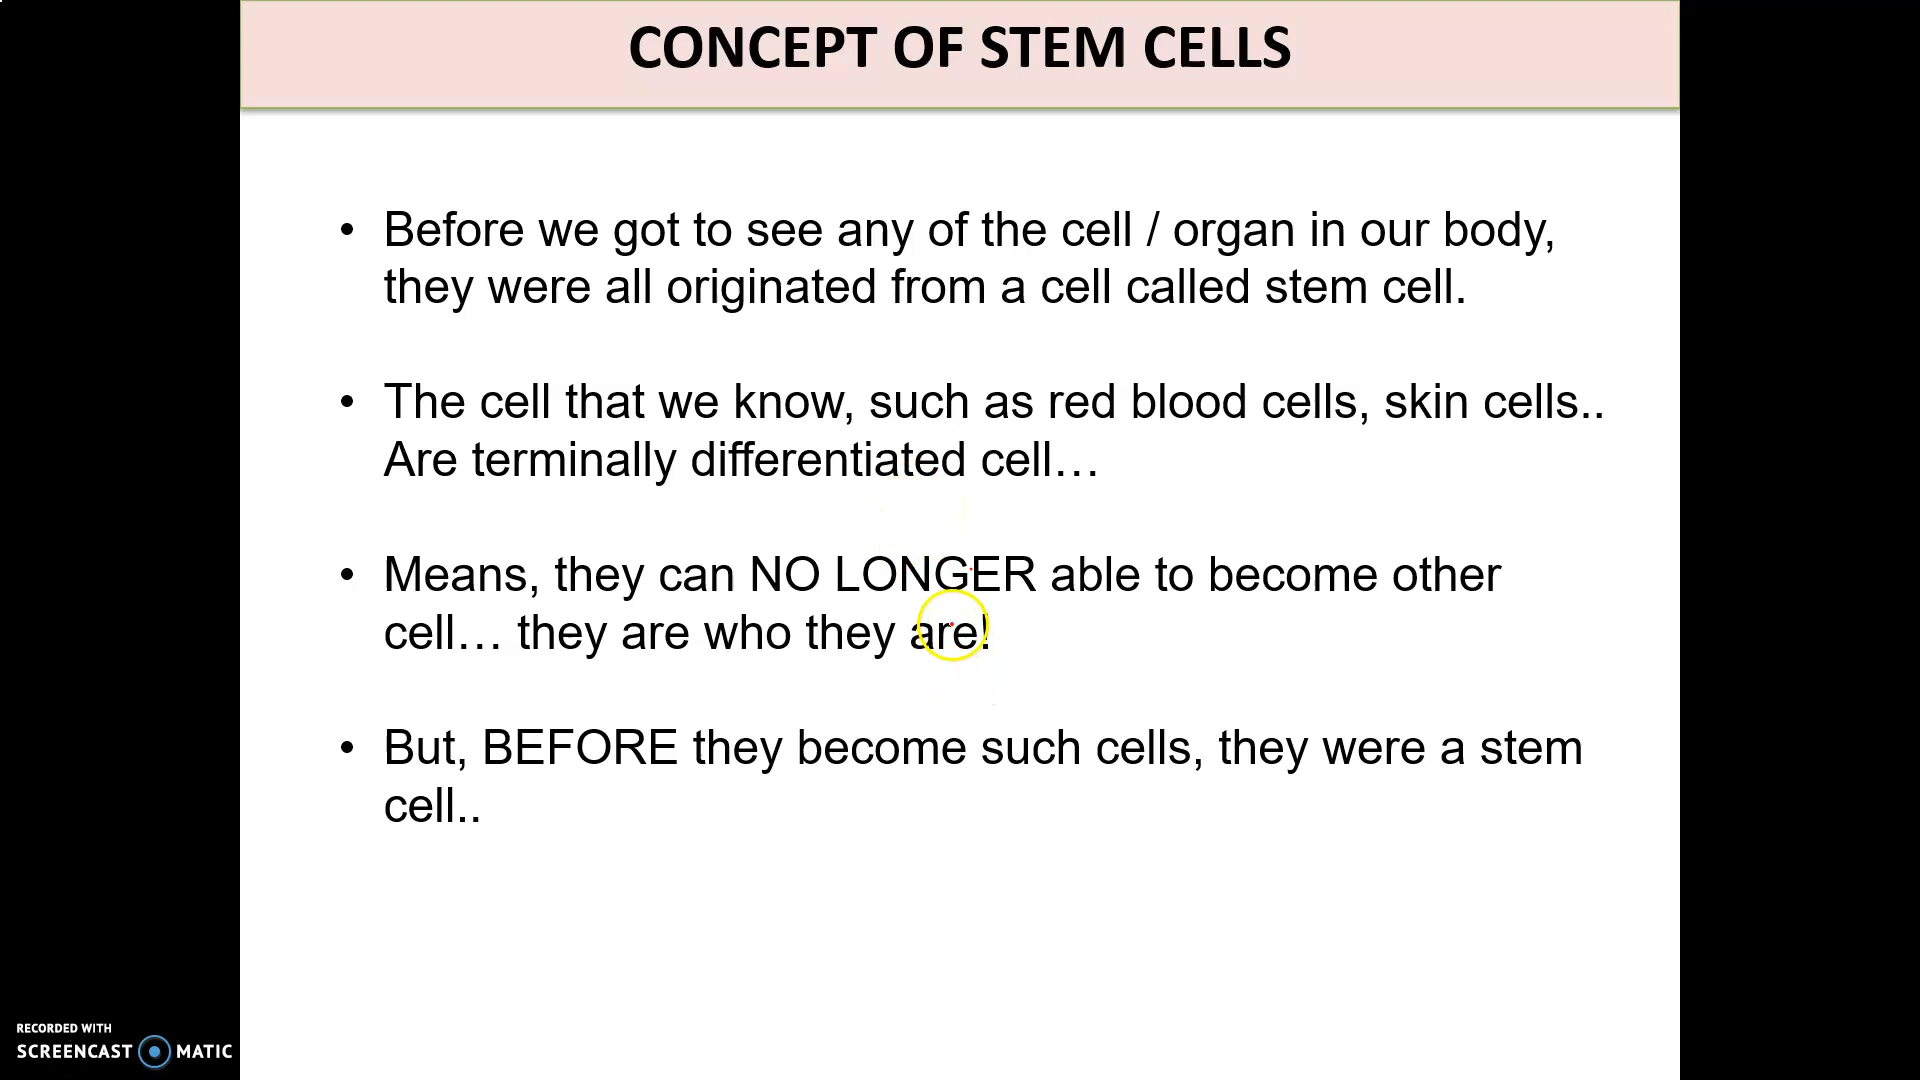 CONCEPT OF STEM CELLS
• Before we got to see any of the cell / organ in our body,
they were all originated from a cell called stem cell.
• The cell that we know, such as red blood cells, skin cells..
Are terminally differentiated cell…
• Means, they can NO LONGER able to become other
cell… they are who they are!
• But, BEFORE they become such cells, they were a stem
cell..
RECORDED WITH
SCREENCAST MATIC